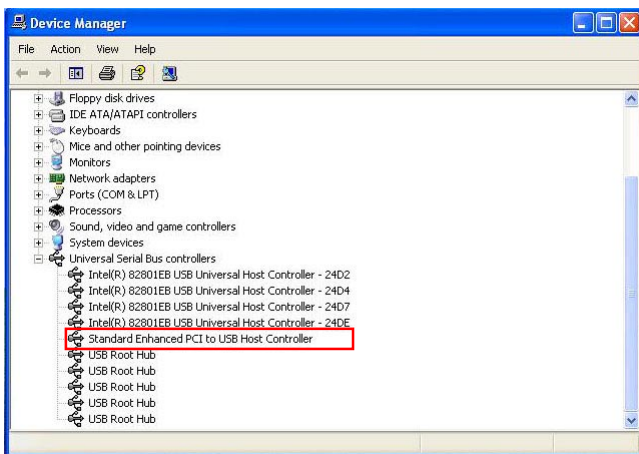 Device Manager
File Action View Help
Floppy disk drives
IDE ATA/ATAPI controllers
Keyboards
Mice and other pointing devices
Monitors
Network adapters
Ports (COM & LPT)
Processors
Sound, video and game controllers
System devices
Universal Serial Bus controllers
Intel(R) 82801EB USB Universal Host Controller - 24D2
Intel(R) 82801EB USB Universal Host Controller - 24D4
Intel(R) 82801EB USB Universal Host Controller - 24D7
Intel(R) 82801EB USB Universal Host Controller - 24DE
Standard Enhanced PCI to USB Host Controller
USB Root Hub
USB Root Hub
USB Root Hub
USB Root Hub
USB Root Hub